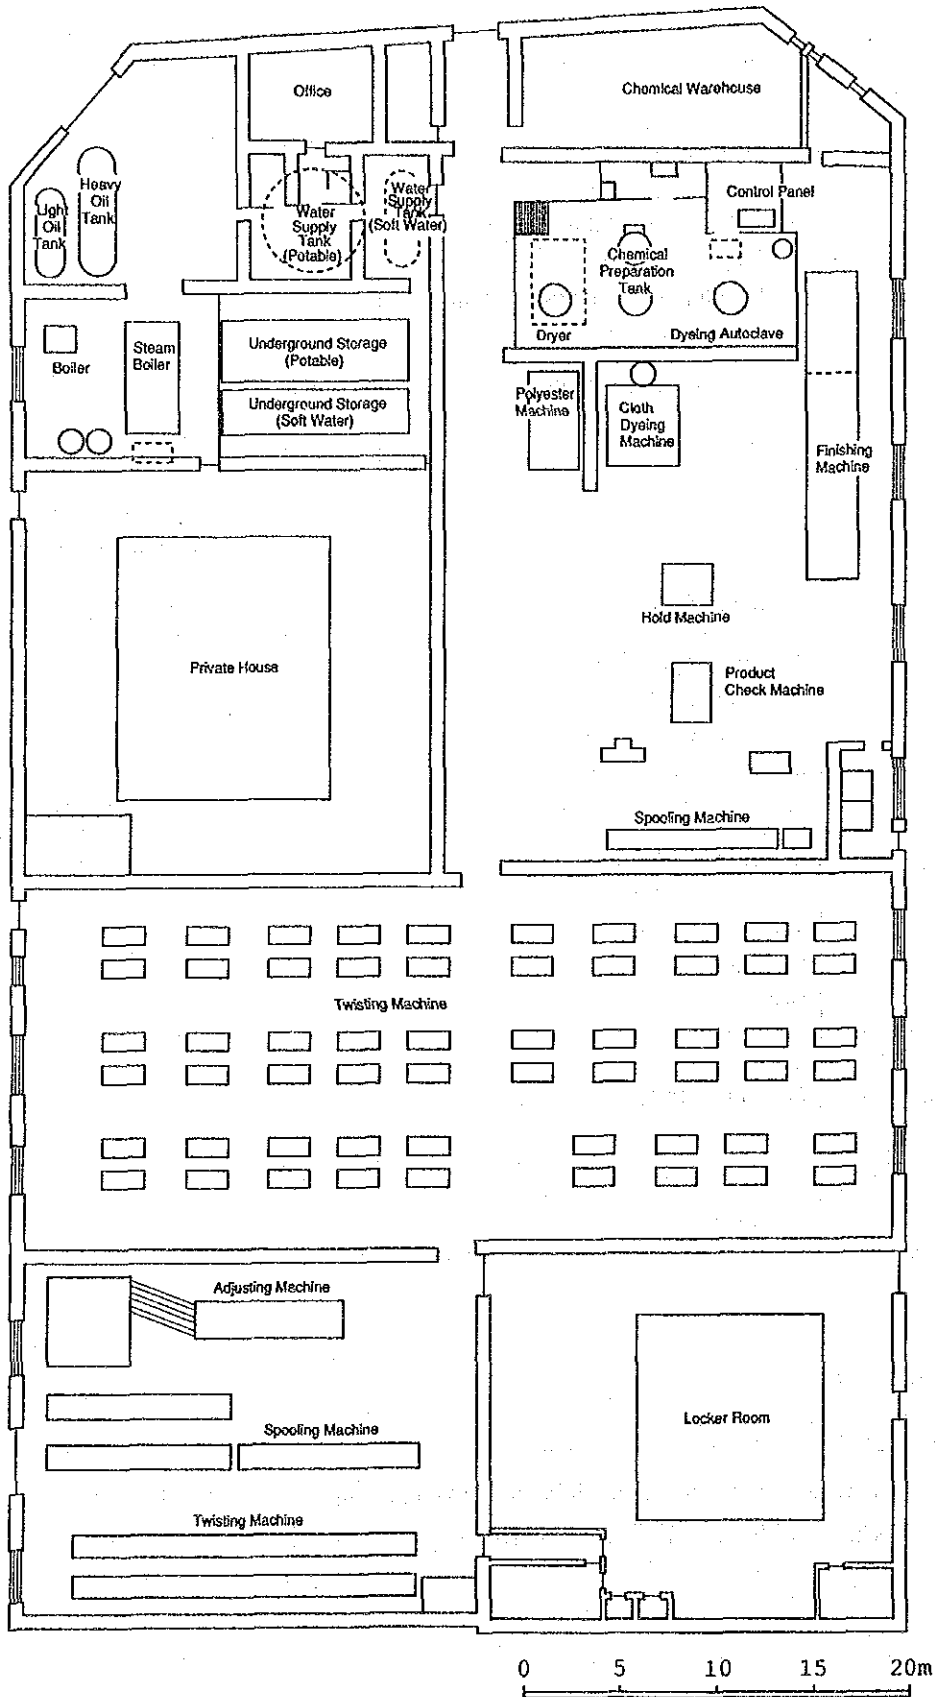 Office
Chemical Warehouse
Heavy
Oil
Tank
Light
Oil
Tank
Water
Supply
Tank
(Potable)
Water
Supply
Tank
(Soft Water)
Control Panel
Chemical
Preparation
Tank
Dryer
Dyeing Autoclave
Boiler
Steam
Boiler
Underground Storage
(Potable)
Underground Storage
(Soft Water)
Polyester
Machine
Cloth
Dyeing
Machine
Finishing
Machine
Hold Machine
Private House
Product
Check Machine
Spooling Machine
Twisting Machine
Adjusting Machine
Spooling Machine
Locker Room
Twisting Machine
0 5 10 15 20m